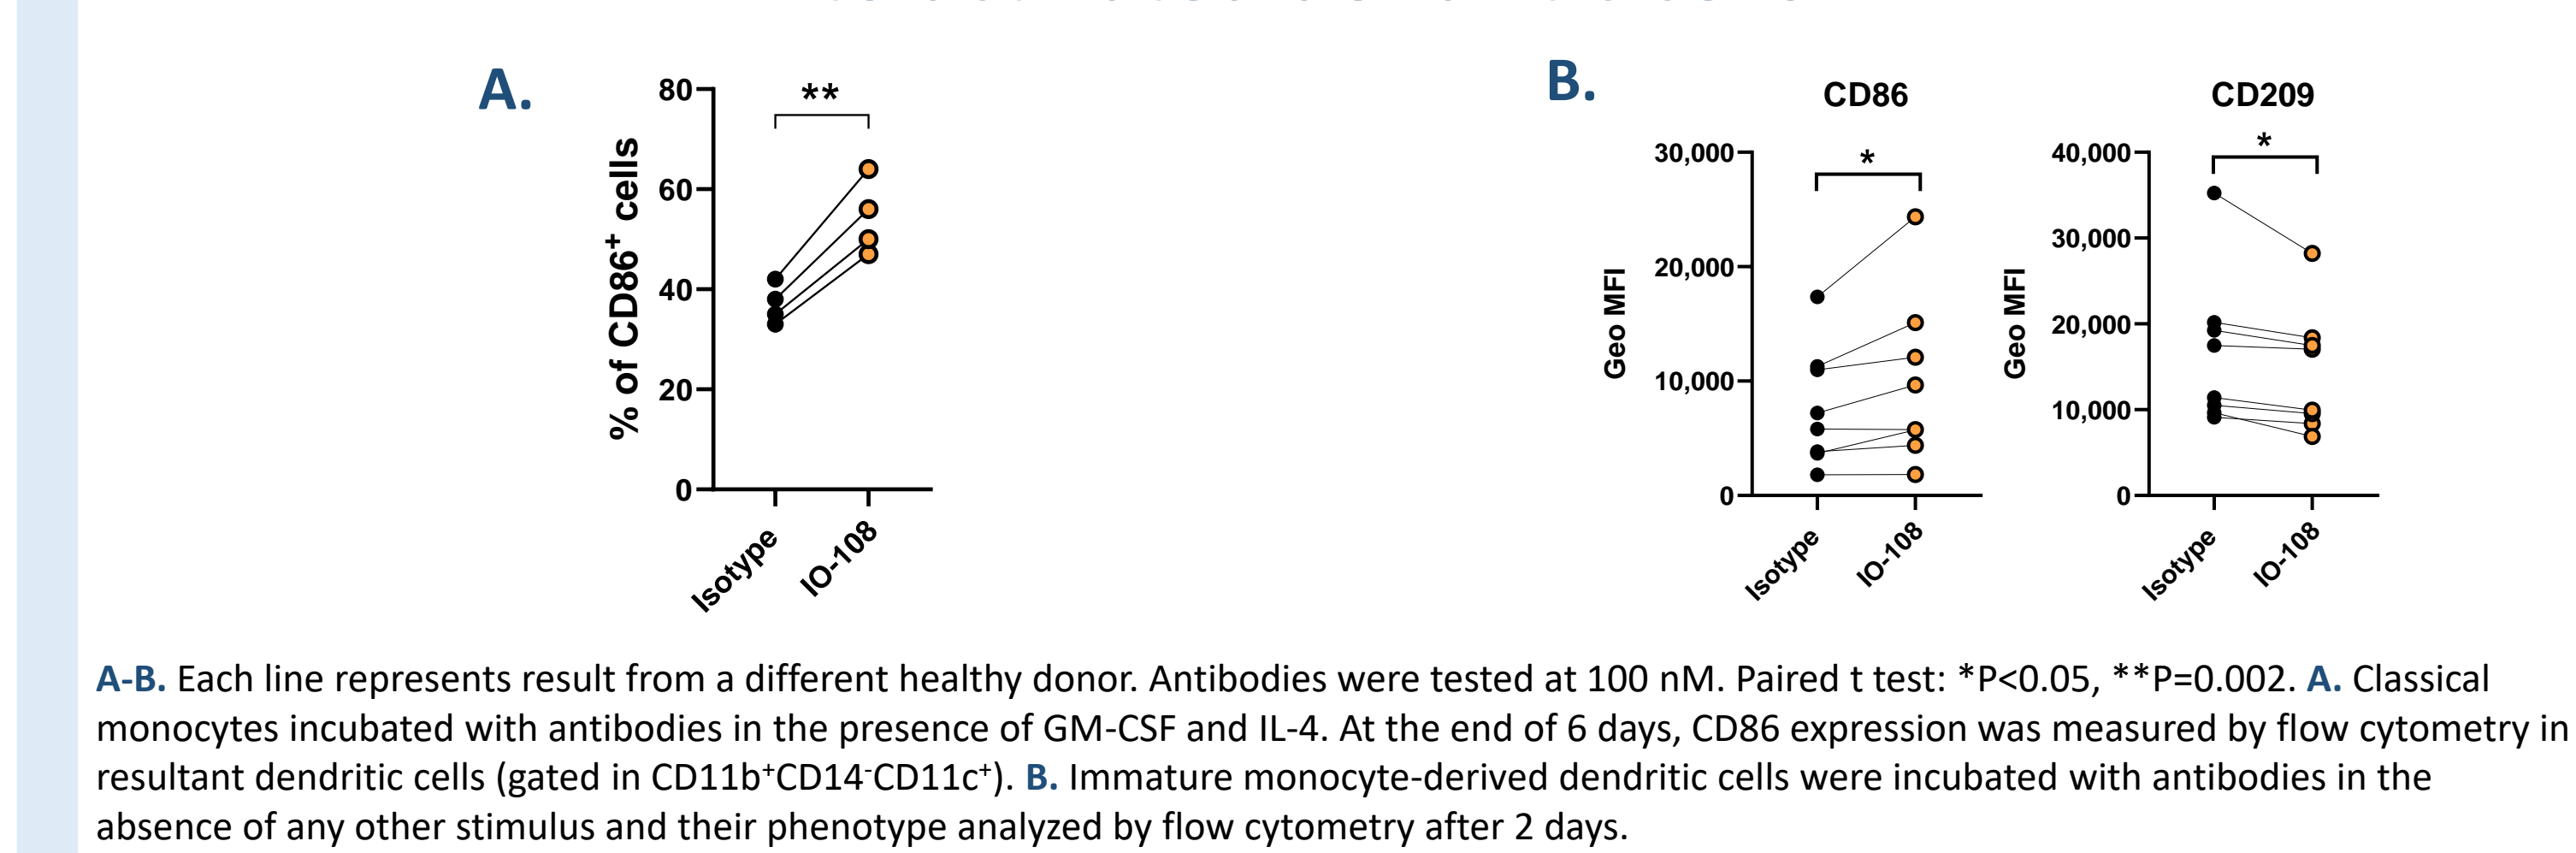 A.
80
**
60
40
20
0
% of CD86⁺ cells
Isotype
IO-108
B.
CD86
30,000
*
20,000
10,000
0
Geo MFI
Isotype
IO-108
CD209
40,000
*
30,000
20,000
10,000
0
Geo MFI
Isotype
IO-108
A-B. Each line represents result from a different healthy donor. Antibodies were tested at 100 nM. Paired t test: *P<0.05, **P=0.002. A. Classical
monocytes incubated with antibodies in the presence of GM-CSF and IL-4. At the end of 6 days, CD86 expression was measured by flow cytometry in
resultant dendritic cells (gated in CD11b⁺CD14⁻CD11c⁺). B. Immature monocyte-derived dendritic cells were incubated with antibodies in the
absence of any other stimulus and their phenotype analyzed by flow cytometry after 2 days.